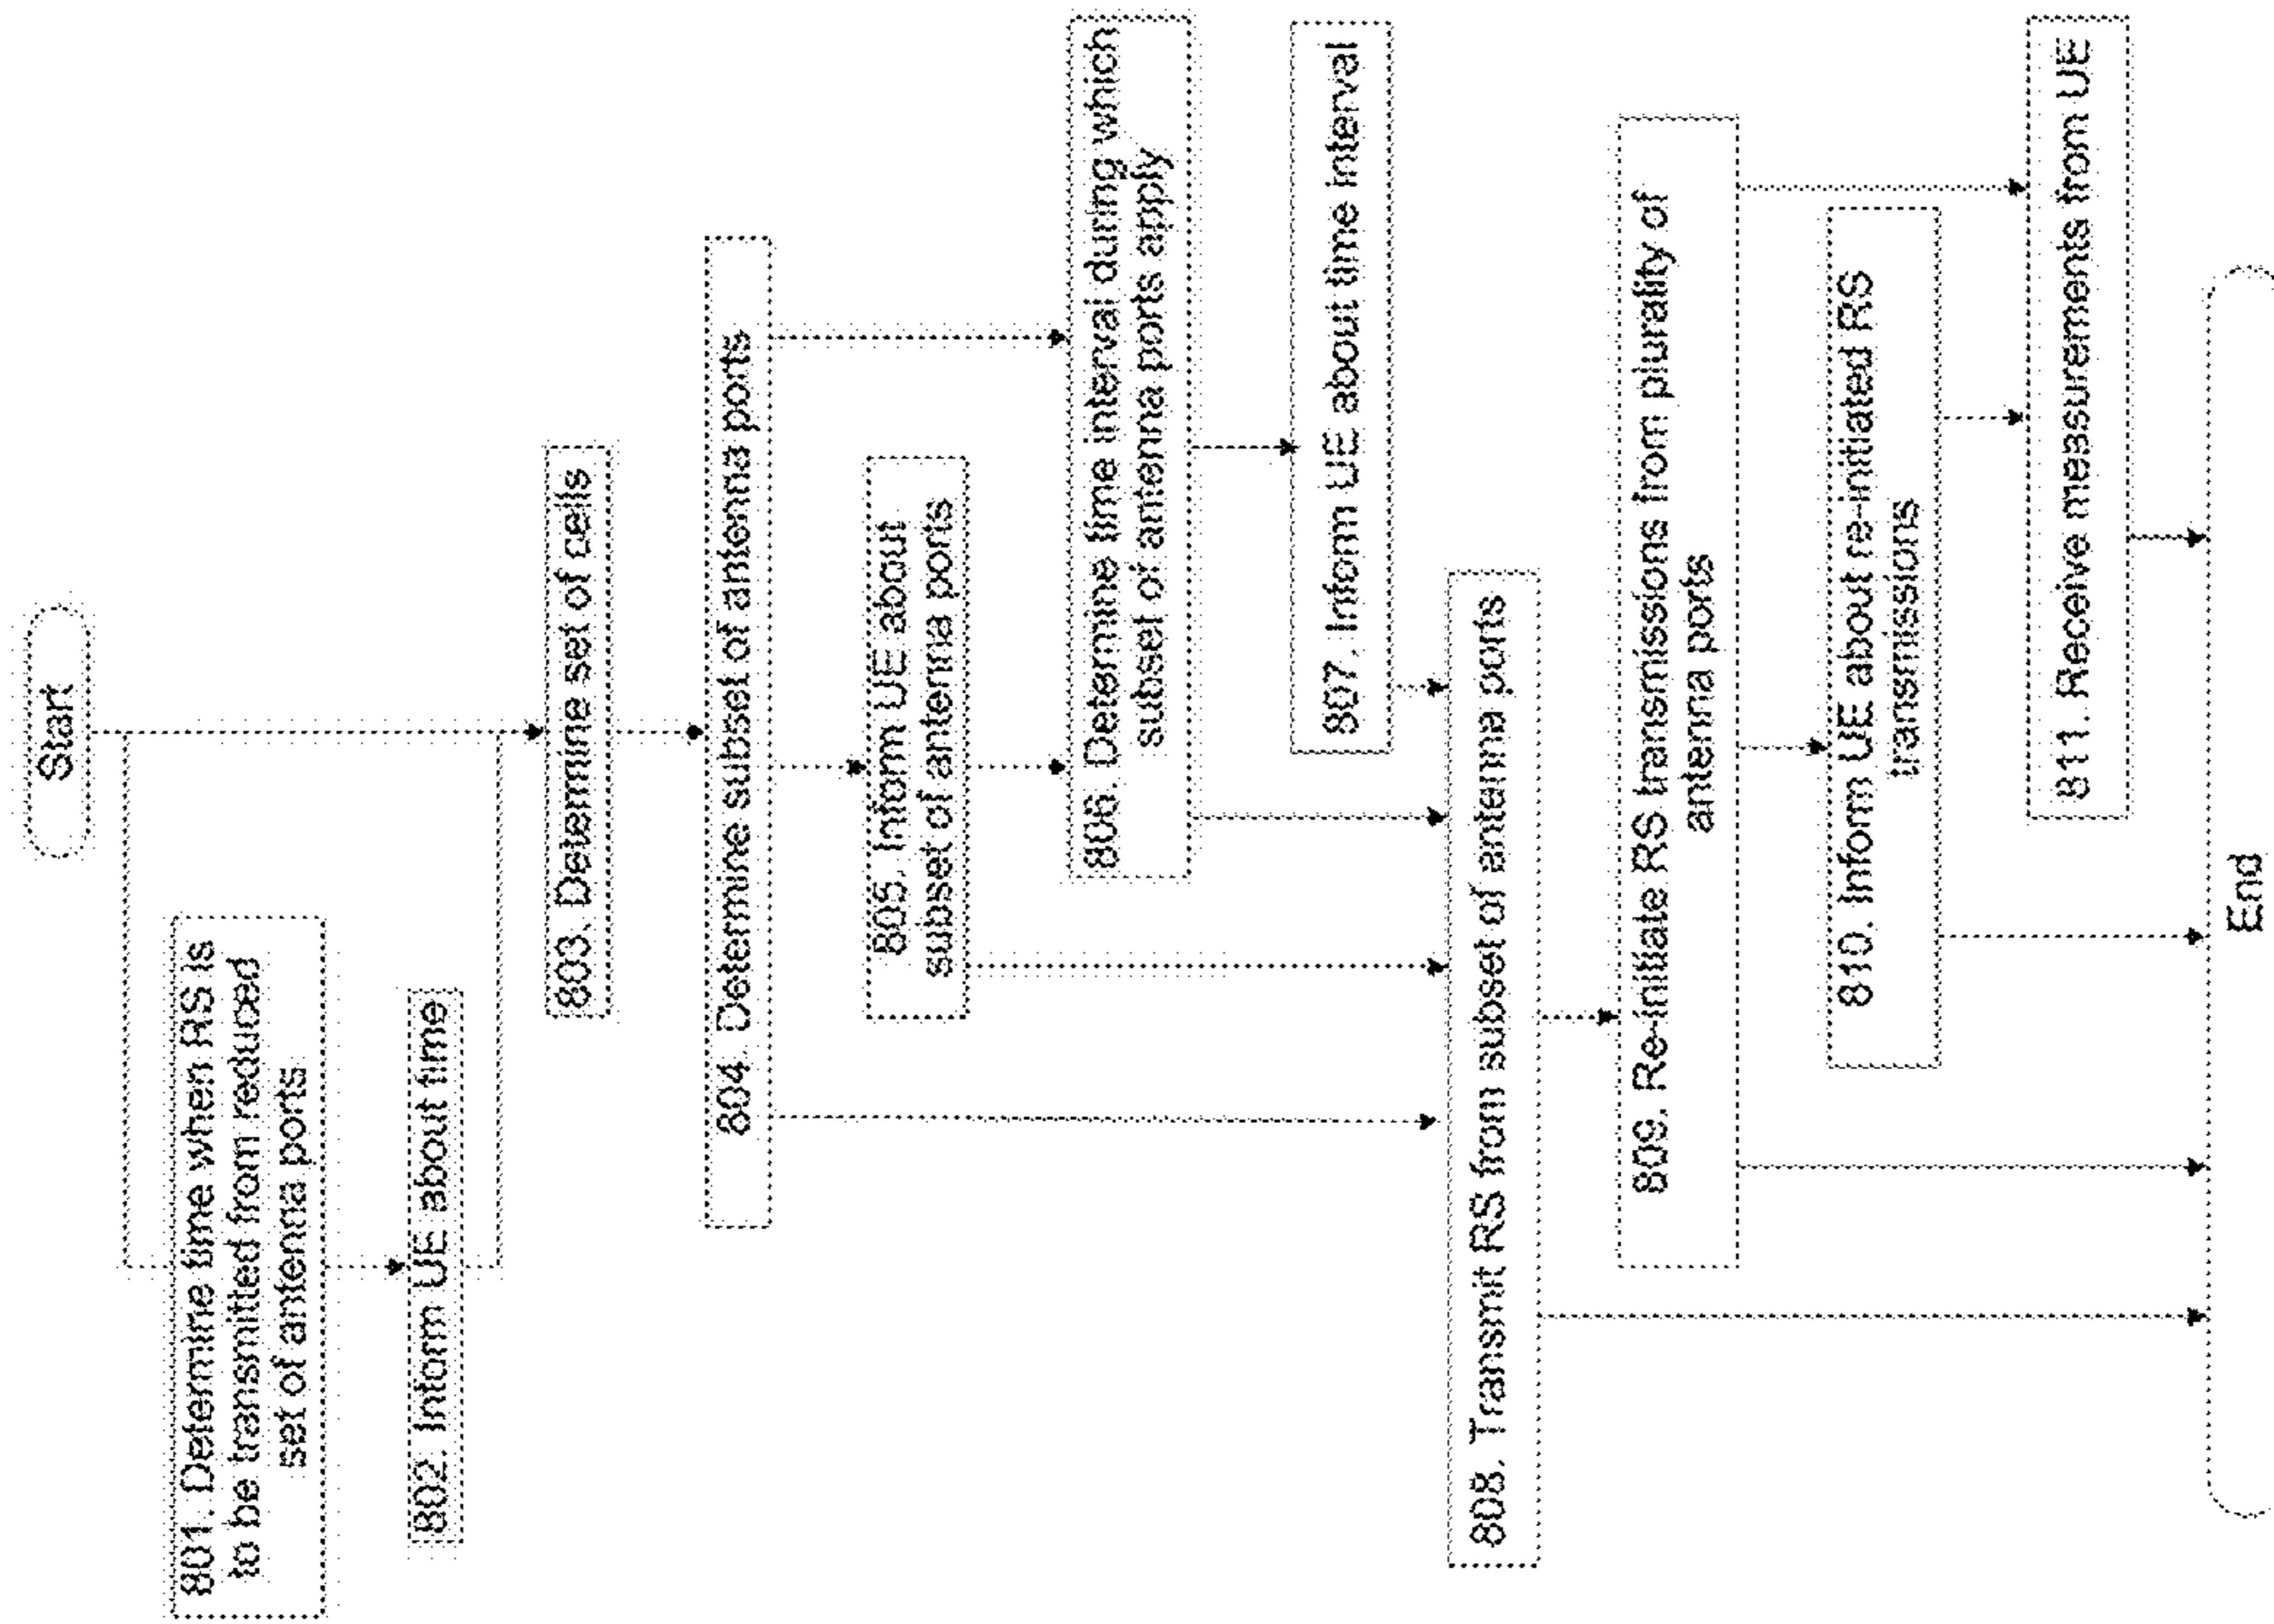 Start
801. Determine time when RS is
to be transmitted from reduced
set of antenna ports
802. Inform UE about time
803. Determine set of cells
804. Determine subset of antenna ports
805. Inform UE about
subset of antenna ports
806. Determine time interval during which
subset of antenna ports apply
807. Inform UE about time interval
808. Transmit RS from subset of antenna ports
809. Re-initiate RS transmissions from plurality of
antenna ports
810. Inform UE about re-initiated RS
transmissions
811. Receive measurements from UE
End